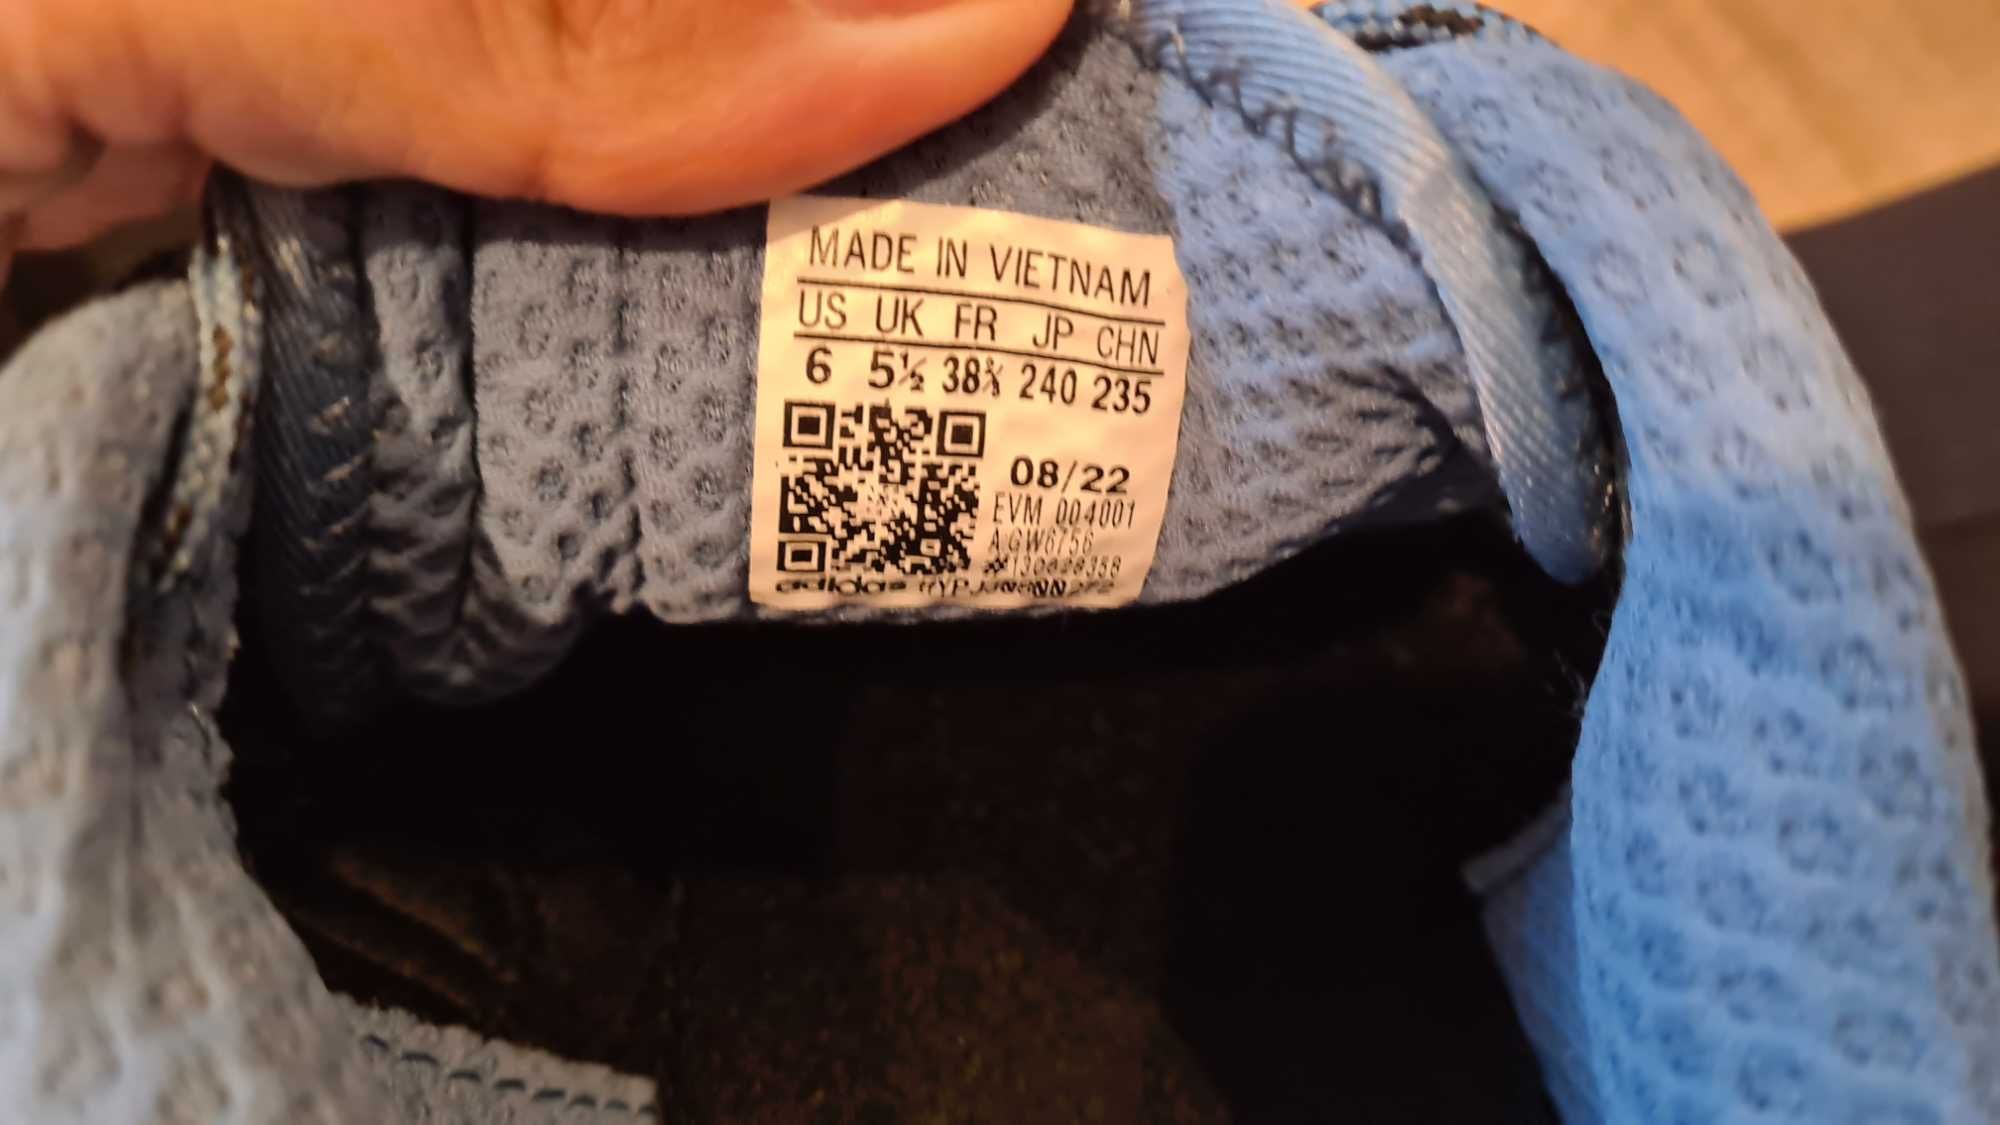 MADE IN VIETNAM
US UK FR JP CHN
6 5½ 38⅔ 240 235
08/22
EVM 004001
A.GW6756
#130628358
adidas